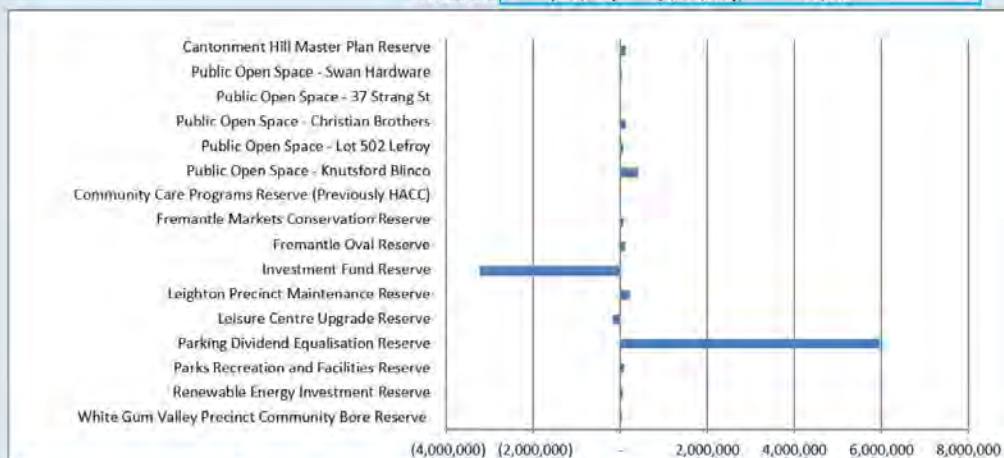 Cantonment Hill Master Plan Reserve
Public Open Space - Swan Hardware
Public Open Space - 37 Strang St
Public Open Space - Christian Brothers
Public Open Space - Lot 502 Lefroy
Public Open Space - Knutsford Blinco
Community Care Programs Reserve (Previously HACC)
Fremantle Markets Conservation Reserve
Fremantle Oval Reserve
Investment Fund Reserve
Leighton Precinct Maintenance Reserve
Leisure Centre Upgrade Reserve
Parking Dividend Equalisation Reserve
Parks Recreation and Facilities Reserve
Renewable Energy Investment Reserve
White Gum Valley Precinct Community Bore Reserve
(4,000,000) (2,000,000) - 2,000,000 4,000,000 6,000,000 8,000,000